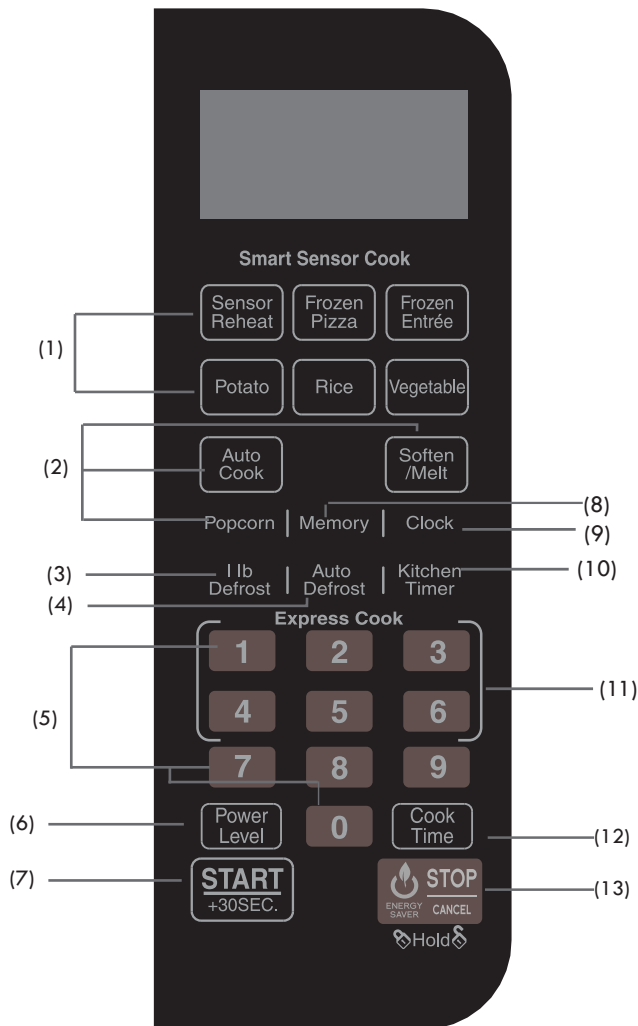 Smart Sensor Cook
Sensor Reheat
Frozen Pizza
Frozen Entrée
(1)
Potato
Rice
Vegetable
(2)
Auto Cook
Soften /Melt
(8)
Popcorn | Memory | Clock
(9)
(3)
1 lb Defrost | Auto Defrost | Kitchen Timer
(10)
(4)
Express Cook
1 2 3
(5)
(11)
4 5 6
7 8 9
(6)
Power Level
0
Cook Time
(12)
(7)
START
+30SEC.
ENERGY SAVER
STOP
CANCEL
(13)
Hold